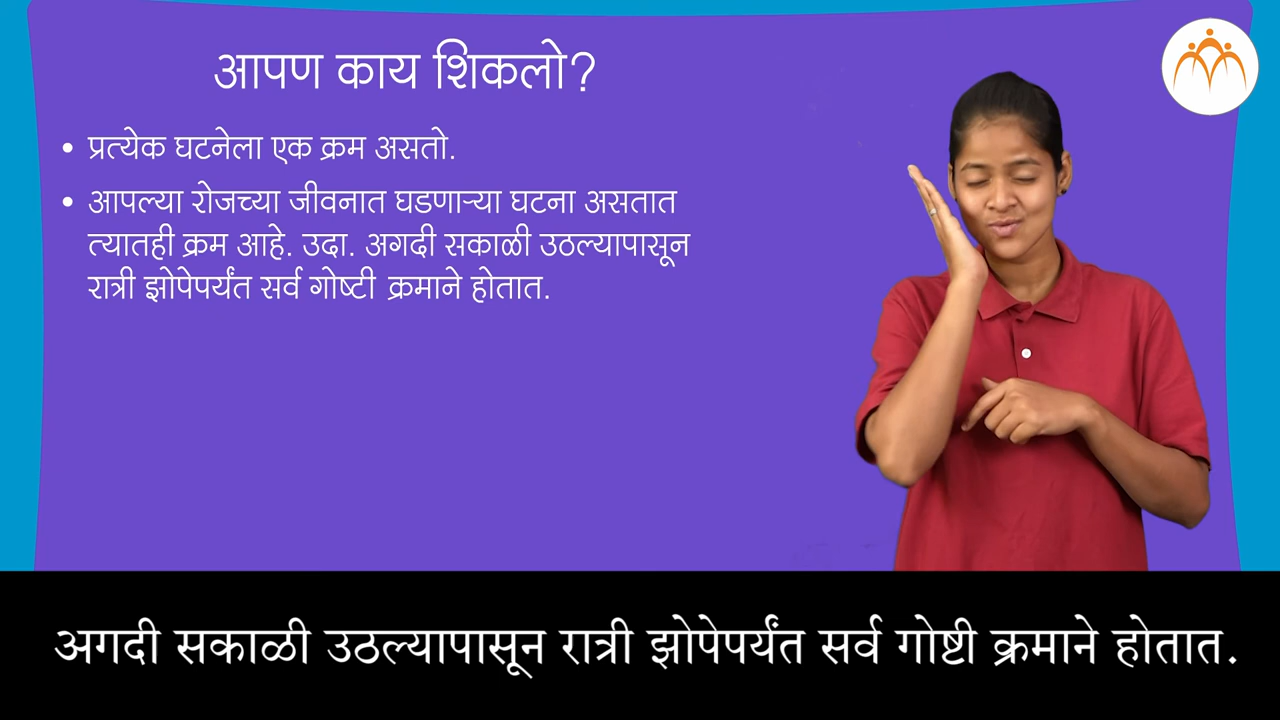 आपण काय शिकलो?
• प्रत्येक घटनेला एक क्रम असतो.
• आपल्या रोजच्या जीवनात घडणाऱ्या घटना असतात
त्यातही क्रम आहे. उदा. अगदी सकाळी उठल्यापासून
रात्री झोपेपर्यंत सर्व गोष्टी क्रमाने होतात.
अगदी सकाळी उठल्यापासून रात्री झोपेपर्यंत सर्व गोष्टी क्रमाने होतात.